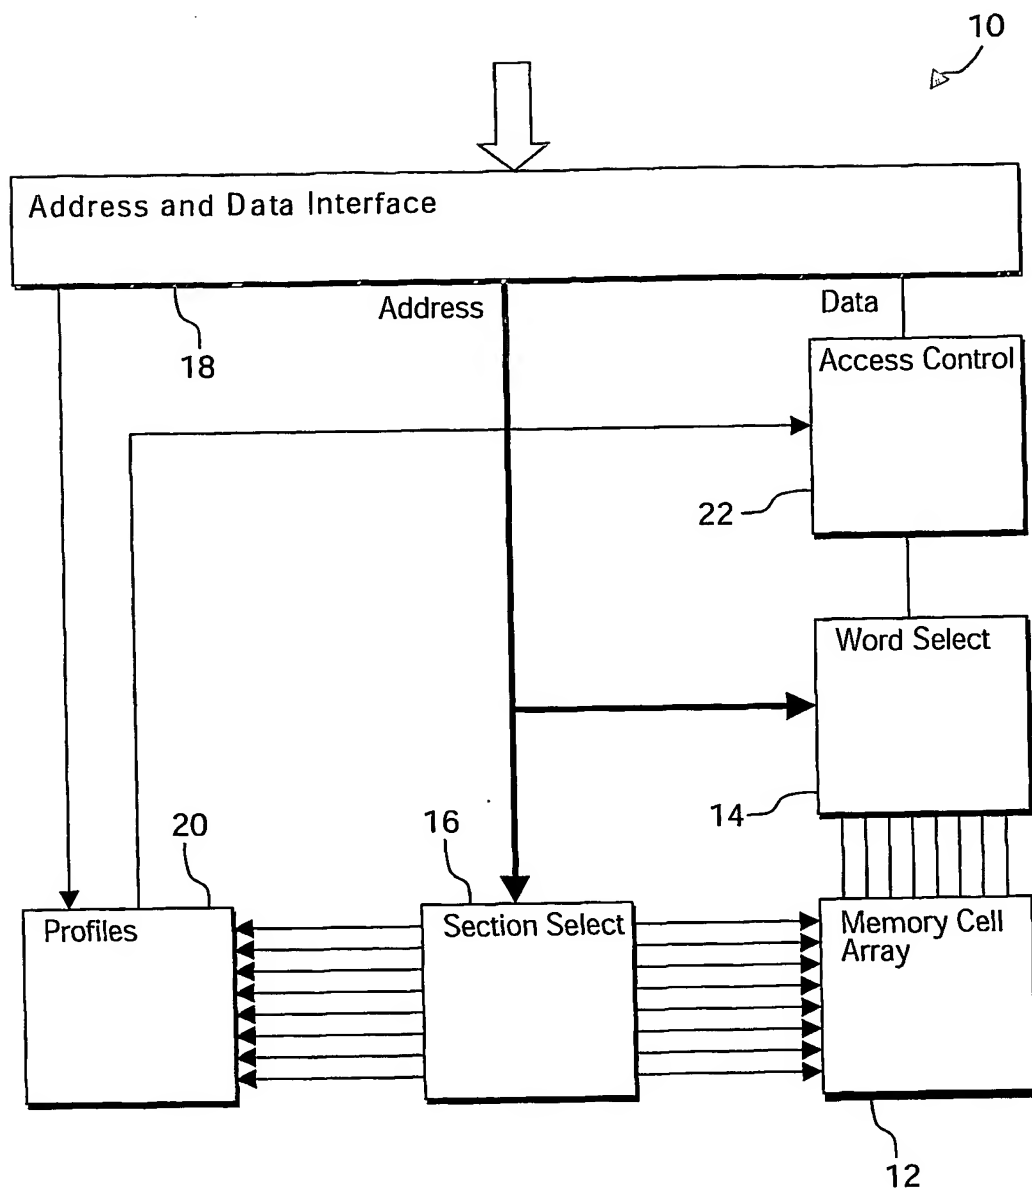 10
Address and Data Interface
Address
Data
18
Access Control
22
Word Select
14
20
16
Profiles
Section Select
Memory Cell
Array
12